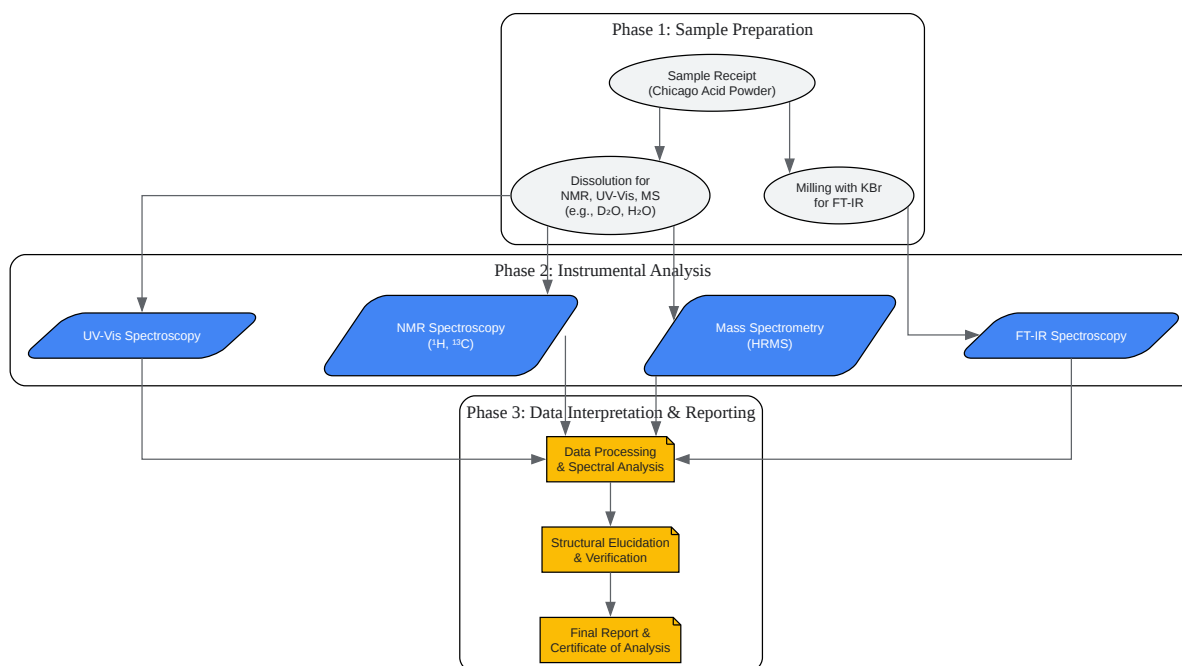 Phase 1: Sample Preparation
Sample Receipt
(Chicago Acid Powder)
Dissolution for
NMR, UV-Vis, MS
(e.g., D₂O, H₂O)
Milling with KBr
for FT-IR
Phase 2: Instrumental Analysis
UV-Vis Spectroscopy
NMR Spectroscopy
(¹H, ¹³C)
Mass Spectrometry
(HRMS)
FT-IR Spectroscopy
Phase 3: Data Interpretation & Reporting
Data Processing
& Spectral Analysis
Structural Elucidation
& Verification
Final Report &
Certificate of Analysis